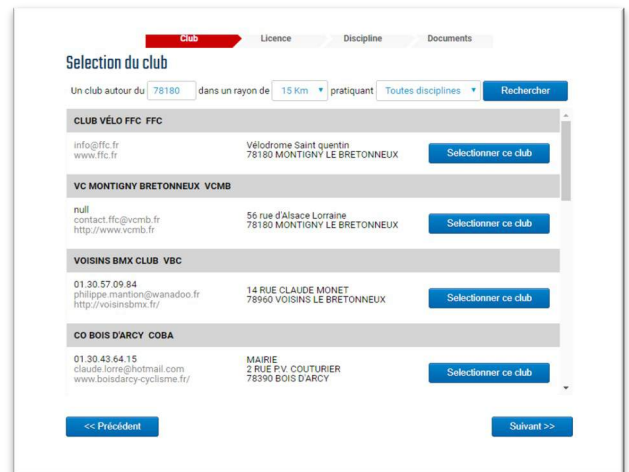 Club Licence Discipline Documents
Selection du club
Un club autour du 78180 dans un rayon de 15 Km pratiquant Toutes disciplines Rechercher
CLUB VÉLO FFC FFC
info@ffc.fr
www.ffc.fr
Vélodrome Saint quentin
78180 MONTIGNY LE BRETONNEUX
Selectionner ce club
VC MONTIGNY BRETONNEUX VCMB
null
contact.ffc@vcmb.fr
http://www.vcmb.fr
56 rue d'Alsace Lorraine
78180 MONTIGNY LE BRETONNEUX
Selectionner ce club
VOISINS BMX CLUB VBC
01.30.57.09.84
philippe.mantion@wanadoo.fr
http://voisinsbmx.fr/
14 RUE CLAUDE MONET
78960 VOISINS LE BRETONNEUX
Selectionner ce club
CO BOIS D'ARCY COBA
01.30.43.64.15
claude.lorre@hotmail.com
www.boisdarcy-cyclisme.fr/
MAIRIE
2 RUE P.V. COUTURIER
78390 BOIS D'ARCY
Selectionner ce club
<< Précédent
Suivant >>